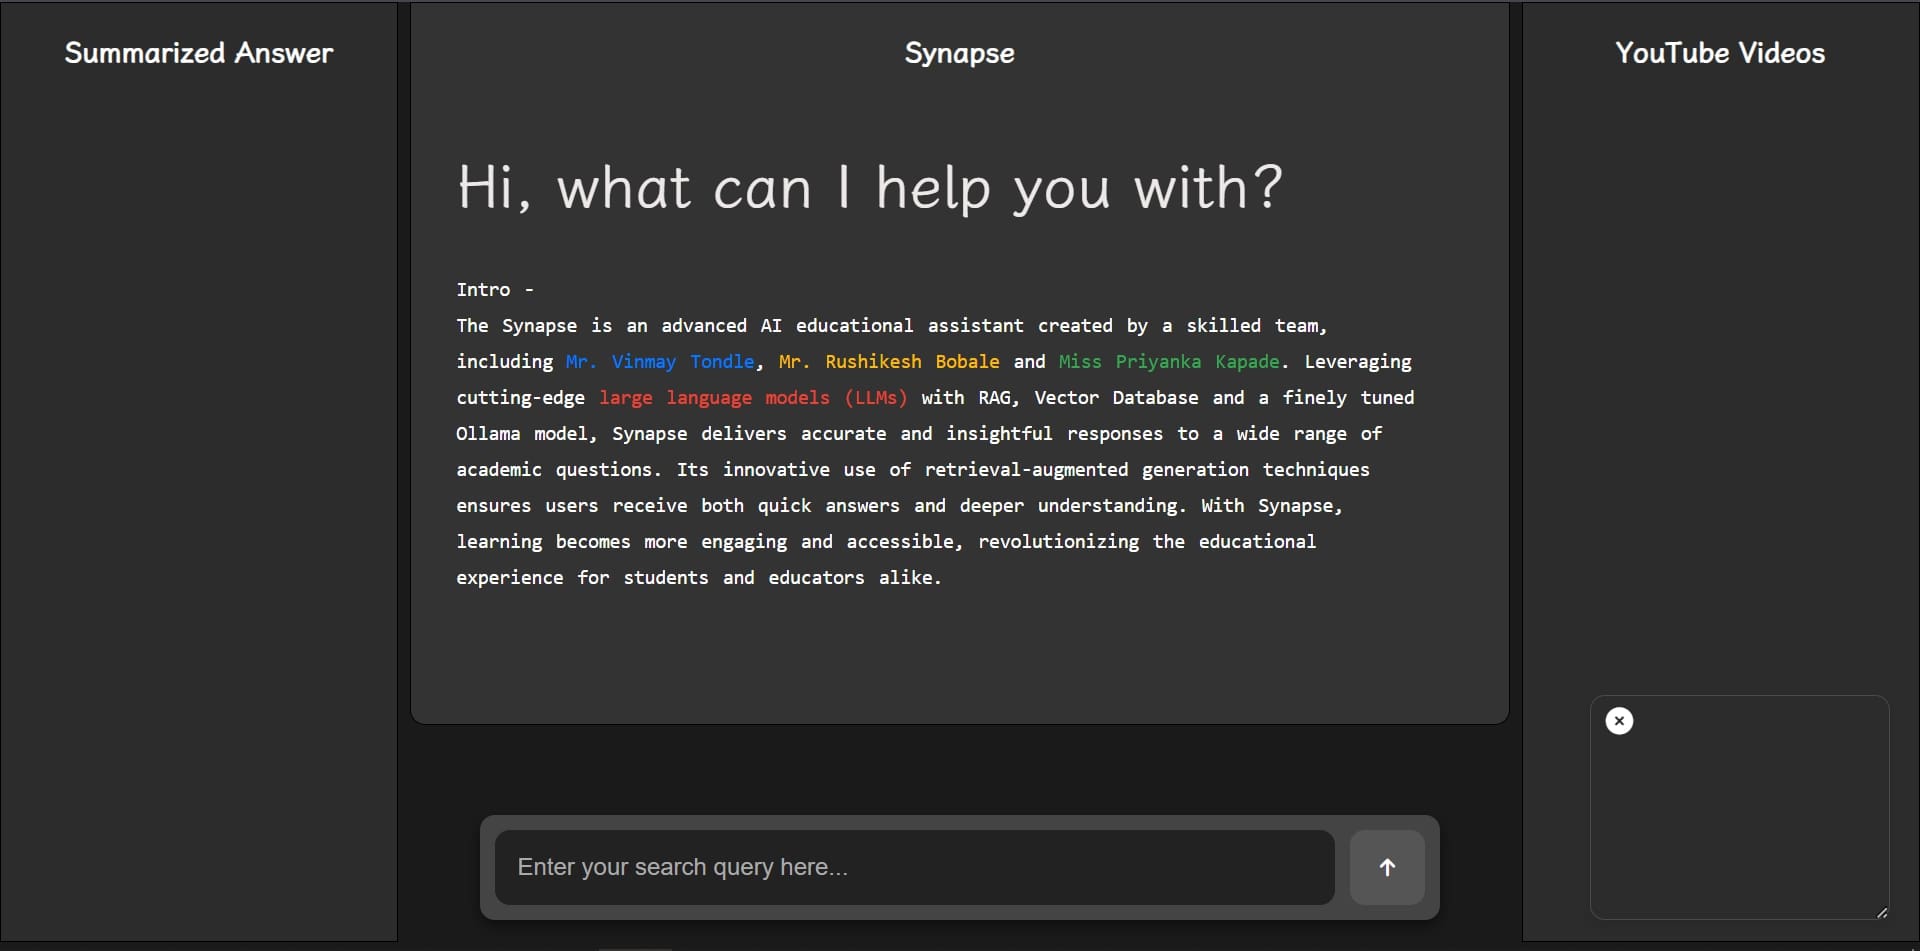 Summarized Answer
Synapse
YouTube Videos
Hi, what can I help you with?
Intro -
The Synapse is an advanced AI educational assistant created by a skilled team,
including Mr. Vinmay Tondle, Mr. Rushikesh Bobale and Miss Priyanka Kapade. Leveraging
cutting-edge large language models (LLMs) with RAG, Vector Database and a finely tuned
Ollama model, Synapse delivers accurate and insightful responses to a wide range of
academic questions. Its innovative use of retrieval-augmented generation techniques
ensures users receive both quick answers and deeper understanding. With Synapse,
learning becomes more engaging and accessible, revolutionizing the educational
experience for students and educators alike.
Enter your search query here...